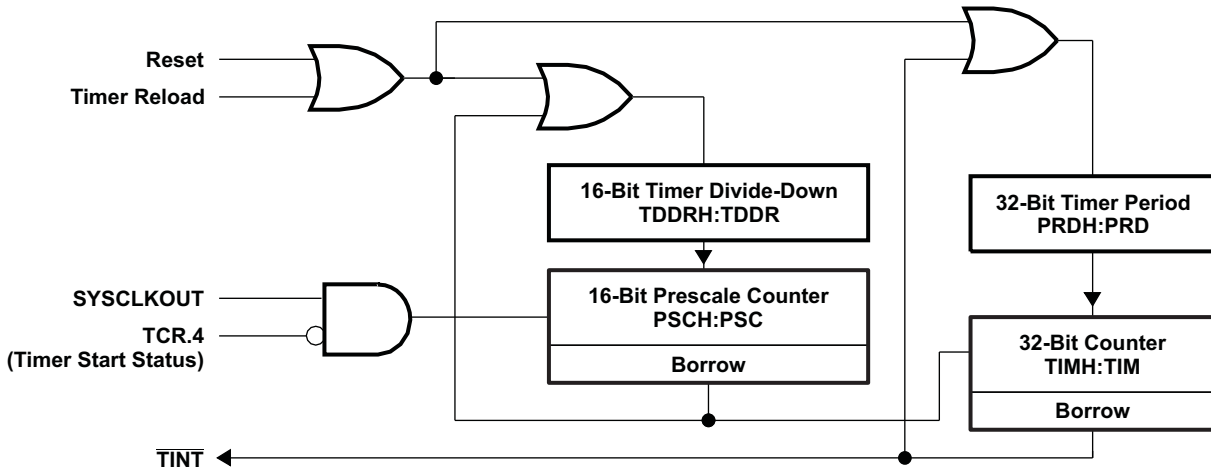 Reset
Timer Reload
16-Bit Timer Divide-Down
TDDRH:TDDR
32-Bit Timer Period
PRDH:PRD
SYSCLKOUT
TCR.4
(Timer Start Status)
16-Bit Prescale Counter
PSCH:PSC
Borrow
32-Bit Counter
TIMH:TIM
Borrow
TINT